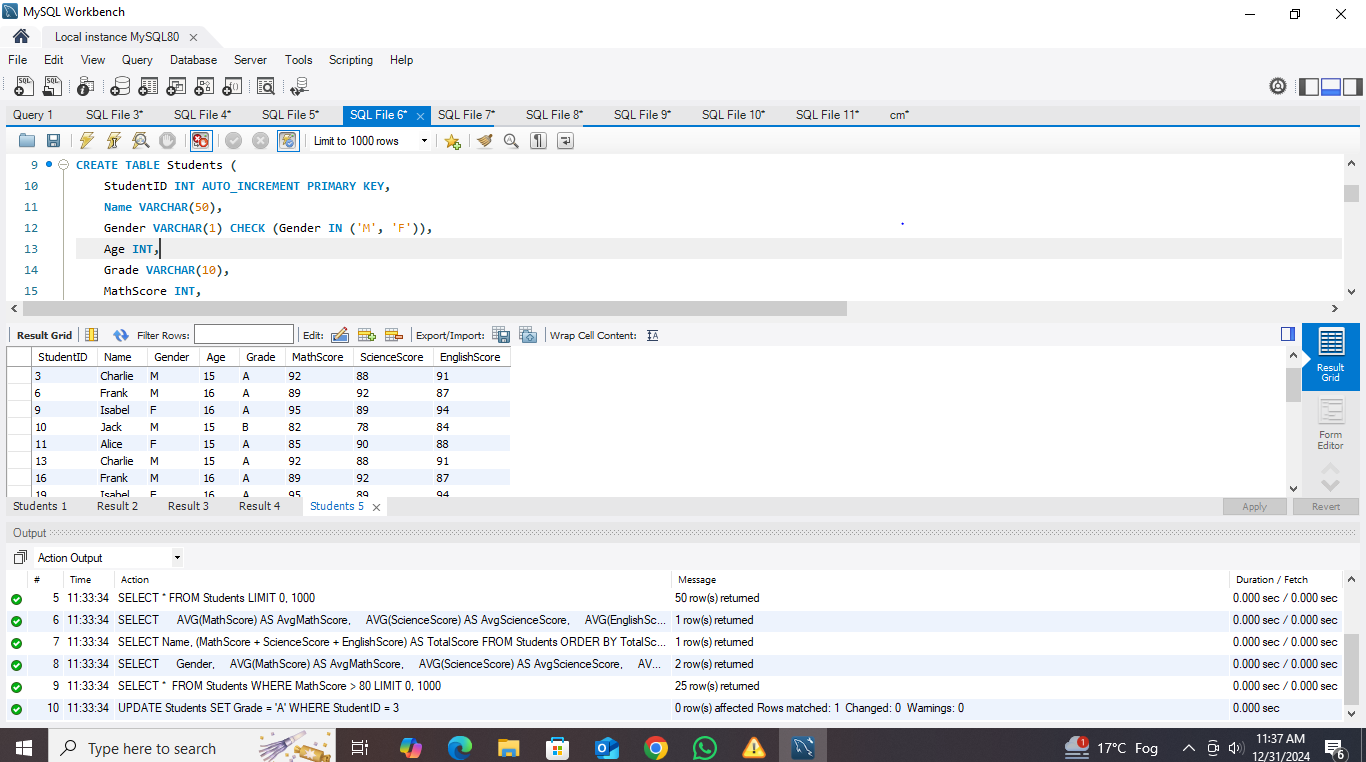 MySQL Workbench
Local instance MySQL80
File Edit View Query Database Server Tools Scripting Help
Query 1 SQL File 3* SQL File 4* SQL File 5* SQL File 6* SQL File 7* SQL File 8* SQL File 9* SQL File 10* SQL File 11* cm*
Limit to 1000 rows
9 CREATE TABLE Students (
10 StudentID INT AUTO_INCREMENT PRIMARY KEY,
11 Name VARCHAR(50),
12 Gender VARCHAR(1) CHECK (Gender IN ('M', 'F')),
13 Age INT,
14 Grade VARCHAR(10),
15 MathScore INT,
Result Grid Filter Rows: Edit: Export/Import: Wrap Cell Content:
StudentID Name Gender Age Grade MathScore ScienceScore EnglishScore
3 Charlie M 15 A 92 88 91
6 Frank M 16 A 89 92 87
9 Isabel F 16 A 95 89 94
10 Jack M 15 B 82 78 84
11 Alice F 15 A 85 90 88
13 Charlie M 15 A 92 88 91
16 Frank M 16 A 89 92 87
19 Isabel F 16 A 95 89 94
Result
Grid
Form
Editor
Students 1 Result 2 Result 3 Result 4 Students 5 Apply Revert
Output
Action Output
# Time Action Message Duration / Fetch
5 11:33:34 SELECT * FROM Students LIMIT 0, 1000 50 row(s) returned 0.000 sec / 0.000 sec
6 11:33:34 SELECT AVG(MathScore) AS AvgMathScore, AVG(ScienceScore) AS AvgScienceScore, AVG(EnglishSc... 1 row(s) returned 0.000 sec / 0.000 sec
7 11:33:34 SELECT Name, (MathScore + ScienceScore + EnglishScore) AS TotalScore FROM Students ORDER BY TotalSc... 1 row(s) returned 0.000 sec / 0.000 sec
8 11:33:34 SELECT Gender, AVG(MathScore) AS AvgMathScore, AVG(ScienceScore) AS AvgScienceScore, AV... 2 row(s) returned 0.000 sec / 0.000 sec
9 11:33:34 SELECT * FROM Students WHERE MathScore > 80 LIMIT 0, 1000 25 row(s) returned 0.000 sec / 0.000 sec
10 11:33:34 UPDATE Students SET Grade = 'A' WHERE StudentID = 3 0 row(s) affected Rows matched: 1 Changed: 0 Warnings: 0 0.000 sec
Type here to search
1 17°C Fog
11:37 AM
12/31/2024
6